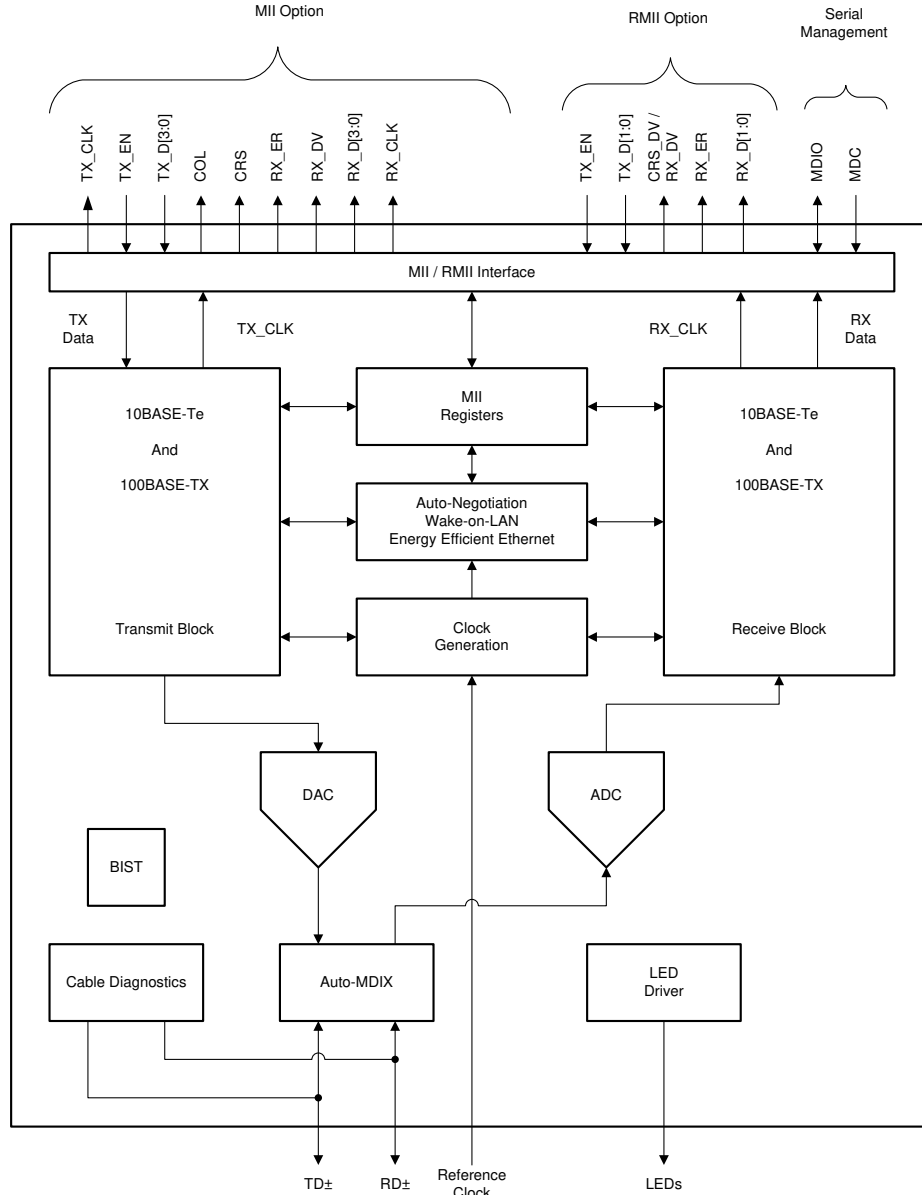 MII Option
RMII Option
Serial
Management
TX_CLK
TX_EN
TX_D[3:0]
COL
CRS
RX_ER
RX_DV
RX_D[3:0]
RX_CLK
TX_EN
TX_D[1:0]
CRS_DV /
RX_DV
RX_ER
RX_D[1:0]
MDIO
MDC
MII / RMII Interface
TX
Data
TX_CLK
RX_CLK
RX
Data
10BASE-Te
And
100BASE-TX
Transmit Block
MII
Registers
Auto-Negotiation
Wake-on-LAN
Energy Efficient Ethernet
Clock
Generation
10BASE-Te
And
100BASE-TX
Receive Block
DAC
ADC
BIST
Cable Diagnostics
Auto-MDIX
LED
Driver
TD±
RD±
Reference
Clock
LEDs